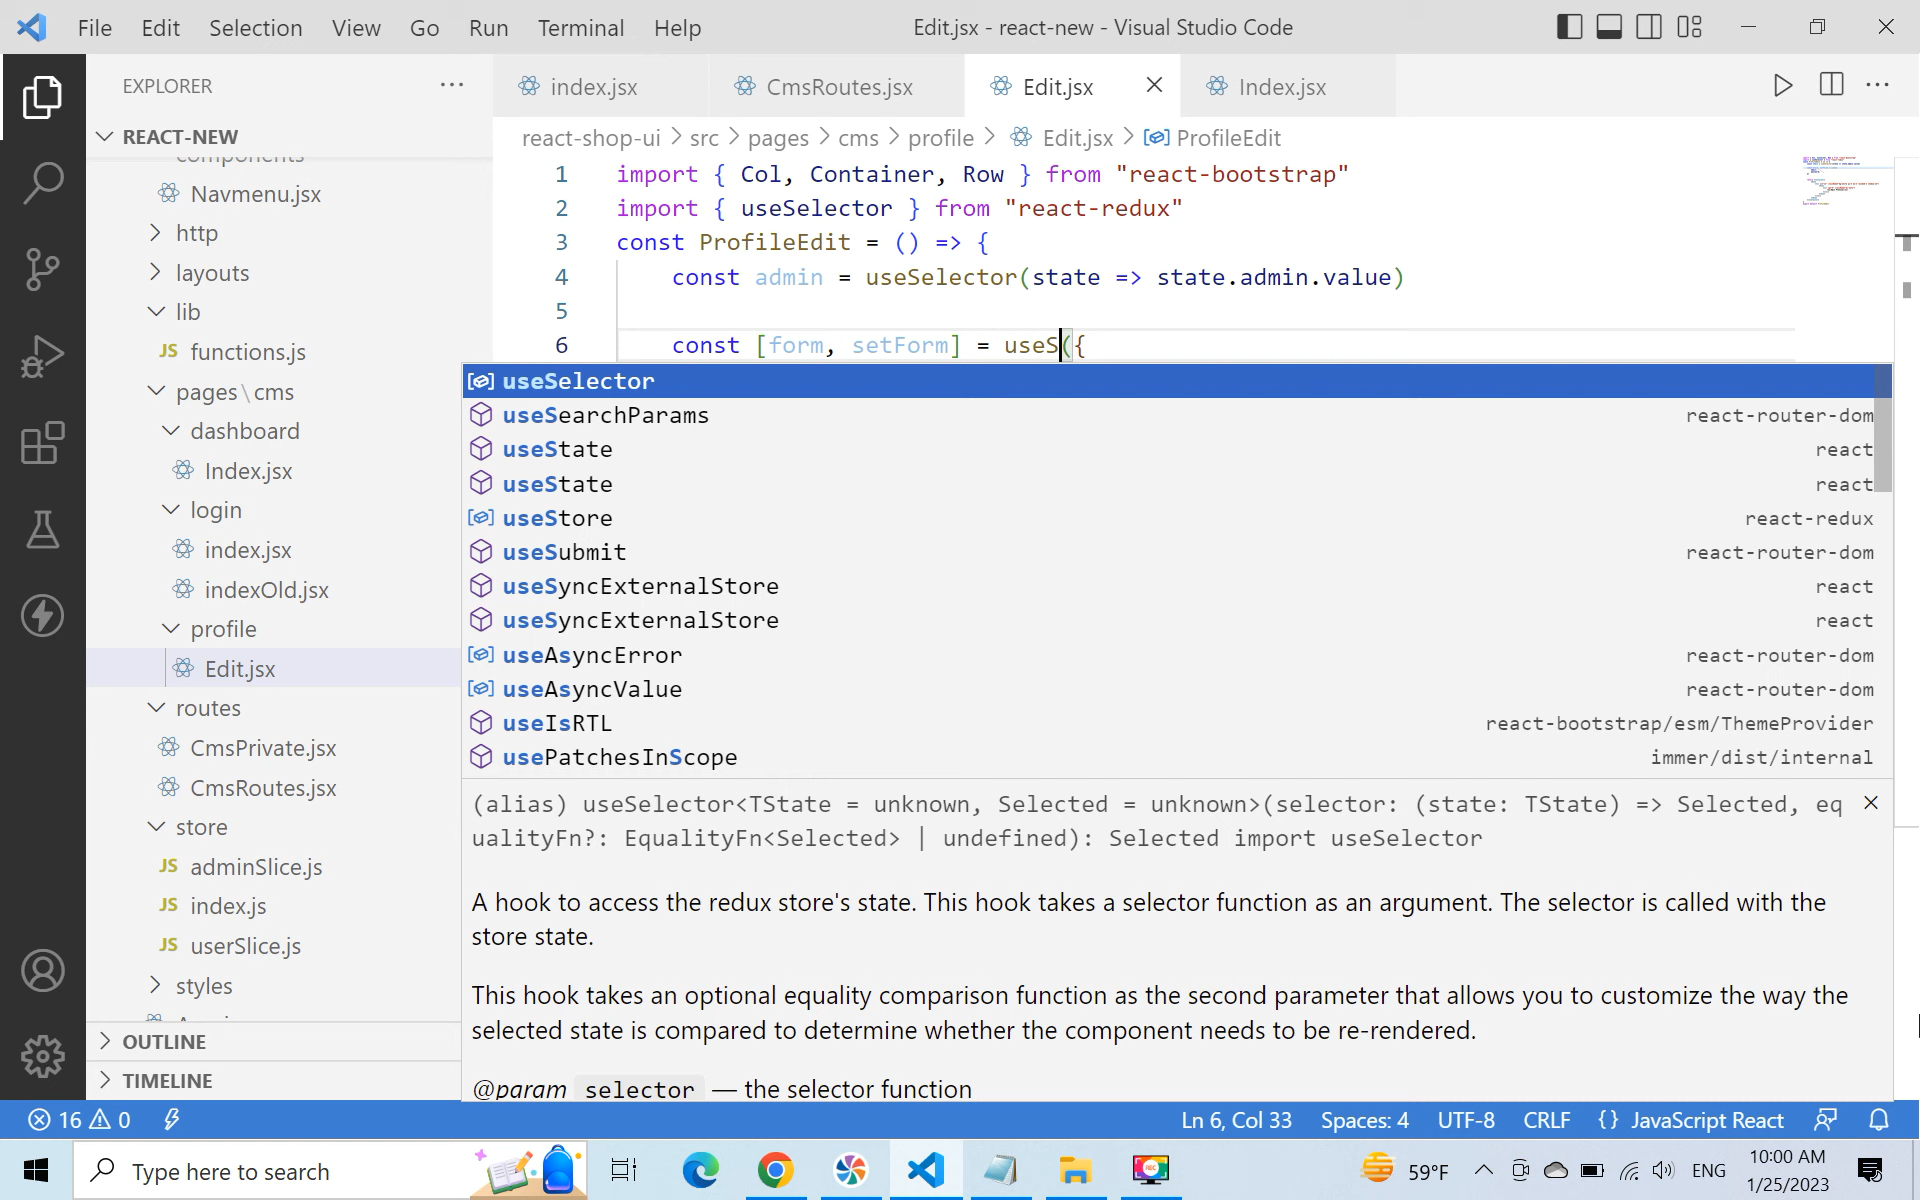 File Edit Selection View Go Run Terminal Help
Edit.jsx - react-new - Visual Studio Code
EXPLORER
index.jsx
CmsRoutes.jsx
Edit.jsx
Index.jsx
REACT-NEW
components
Navmenu.jsx
http
layouts
lib
functions.js
pages\cms
dashboard
Index.jsx
login
index.jsx
indexOld.jsx
profile
Edit.jsx
routes
CmsPrivate.jsx
CmsRoutes.jsx
store
adminSlice.js
index.js
userSlice.js
styles
OUTLINE
TIMELINE
react-shop-ui > src > pages > cms > profile > Edit.jsx > ProfileEdit
1 import { Col, Container, Row } from "react-bootstrap"
2 import { useSelector } from "react-redux"
3 const ProfileEdit = () => {
4 const admin = useSelector(state => state.admin.value)
5
6 const [form, setForm] = useS({
useSelector
useSearchParams react-router-dom
useState react
useState react
useStore react-redux
useSubmit react-router-dom
useSyncExternalStore react
useSyncExternalStore react
useAsyncError react-router-dom
useAsyncValue react-router-dom
useIsRTL react-bootstrap/esm/ThemeProvider
usePatchesInScope immer/dist/internal
(alias) useSelector<TState = unknown, Selected = unknown>(selector: (state: TState) => Selected, eq
ualityFn?: EqualityFn<Selected> | undefined): Selected import useSelector
A hook to access the redux store's state. This hook takes a selector function as an argument. The selector is called with the
store state.
This hook takes an optional equality comparison function as the second parameter that allows you to customize the way the
selected state is compared to determine whether the component needs to be re-rendered.
@param selector — the selector function
16 0
Ln 6, Col 33 Spaces: 4 UTF-8 CRLF {} JavaScript React
Type here to search
59°F
ENG
10:00 AM
1/25/2023